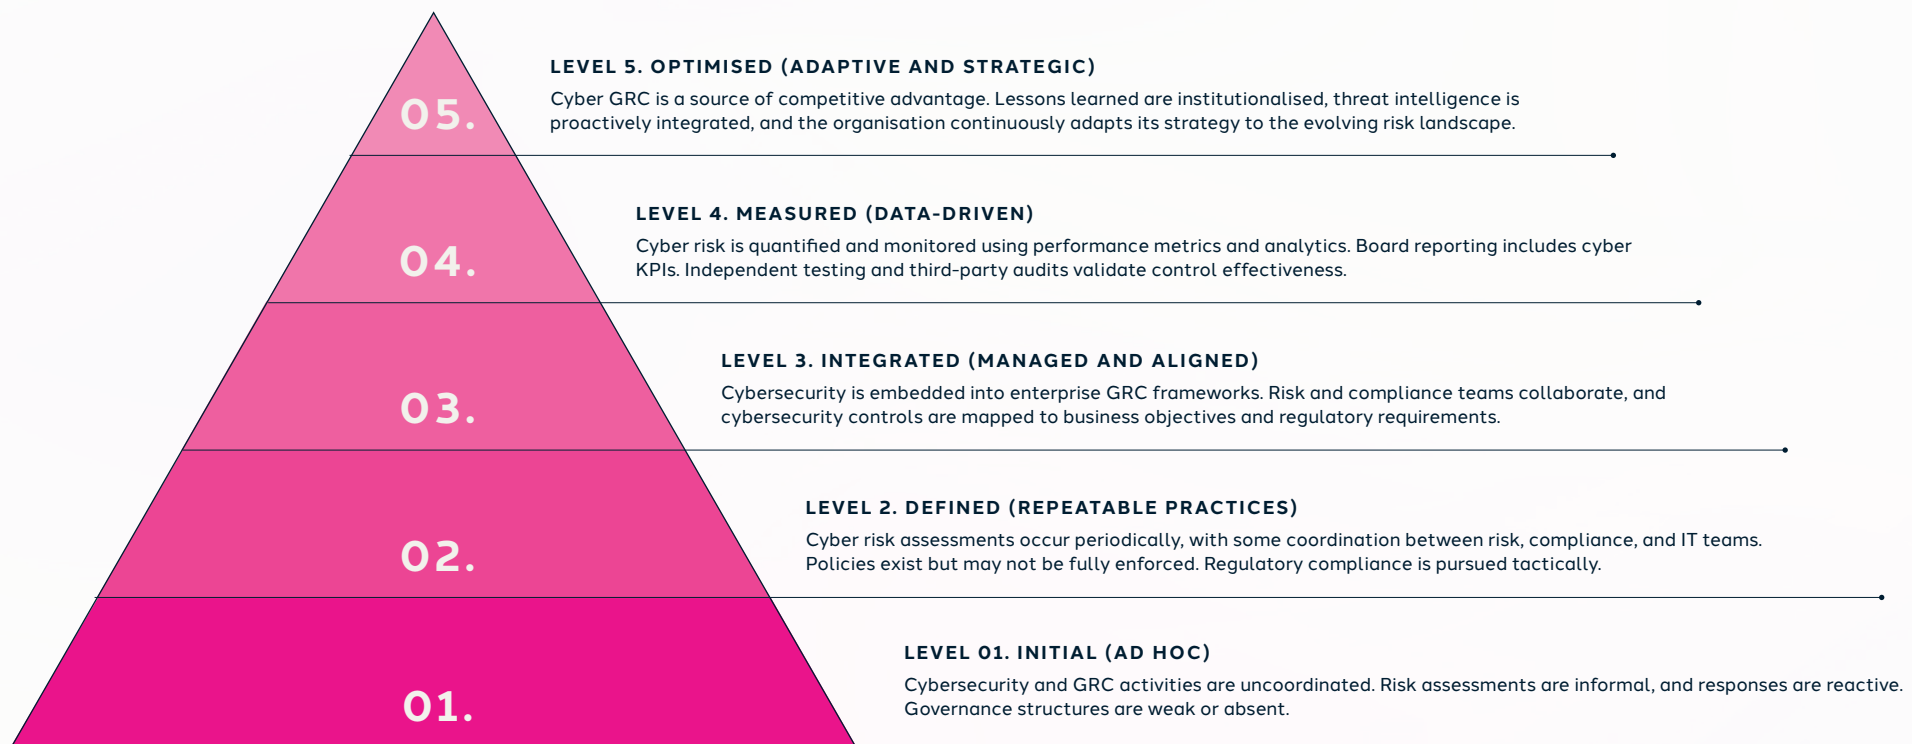 05.
LEVEL 5. OPTIMISED (ADAPTIVE AND STRATEGIC)
Cyber GRC is a source of competitive advantage. Lessons learned are institutionalised, threat intelligence is
proactively integrated, and the organisation continuously adapts its strategy to the evolving risk landscape.
04.
LEVEL 4. MEASURED (DATA-DRIVEN)
Cyber risk is quantified and monitored using performance metrics and analytics. Board reporting includes cyber
KPIs. Independent testing and third-party audits validate control effectiveness.
03.
LEVEL 3. INTEGRATED (MANAGED AND ALIGNED)
Cybersecurity is embedded into enterprise GRC frameworks. Risk and compliance teams collaborate, and
cybersecurity controls are mapped to business objectives and regulatory requirements.
02.
LEVEL 2. DEFINED (REPEATABLE PRACTICES)
Cyber risk assessments occur periodically, with some coordination between risk, compliance, and IT teams.
Policies exist but may not be fully enforced. Regulatory compliance is pursued tactically.
01.
LEVEL 01. INITIAL (AD HOC)
Cybersecurity and GRC activities are uncoordinated. Risk assessments are informal, and responses are reactive.
Governance structures are weak or absent.